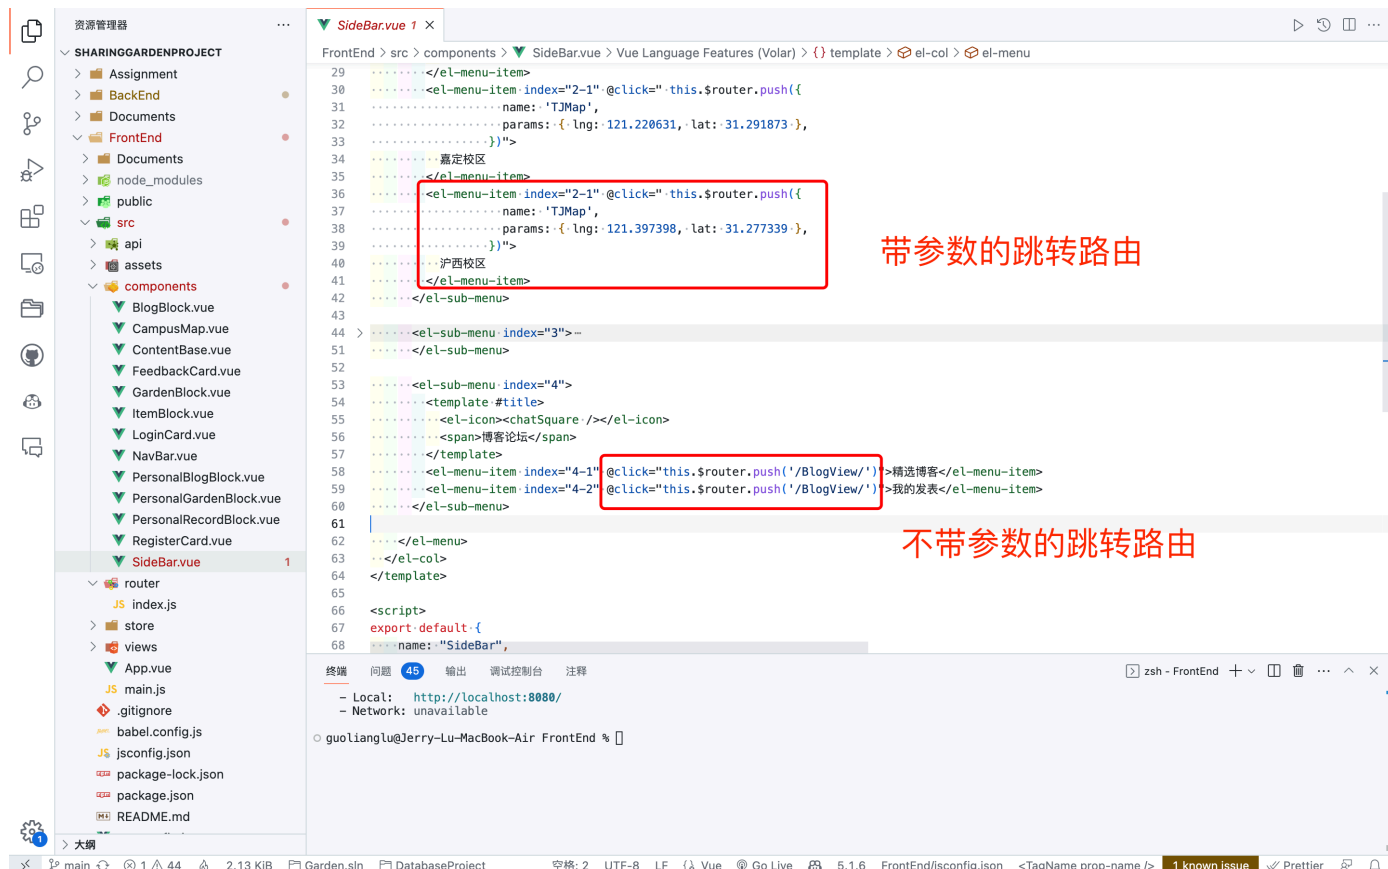 资源管理器
SHARINGGARDENPROJECT
Assignment
BackEnd
Documents
FrontEnd
Documents
node_modules
public
src
api
assets
components
BlogBlock.vue
CampusMap.vue
ContentBase.vue
FeedbackCard.vue
GardenBlock.vue
ItemBlock.vue
LoginCard.vue
NavBar.vue
PersonalBlogBlock.vue
PersonalGardenBlock.vue
PersonalRecordBlock.vue
RegisterCard.vue
SideBar.vue 1
router
JS index.js
store
views
App.vue
JS main.js
.gitignore
babel.config.js
jsconfig.json
package-lock.json
package.json
README.md
大纲
1
SideBar.vue 1
FrontEnd > src > components > SideBar.vue > Vue Language Features (Volar) > {} template > el-col > el-menu
29 </el-menu-item>
30 <el-menu-item index="2-1" @click=" this.$router.push({
31 name: 'TJMap',
32 params: { lng: 121.220631, lat: 31.291873 },
33 })">
34 嘉定校区
35 </el-menu-item>
36 <el-menu-item index="2-1" @click=" this.$router.push({
37 name: 'TJMap',
38 params: { lng: 121.397398, lat: 31.277339 },
39 })">
40 沪西校区
41 </el-menu-item>
42 </el-sub-menu>
43
44 <el-sub-menu index="3">…
51 </el-sub-menu>
52
53 <el-sub-menu index="4">
54 <template #title>
55 <el-icon><chatSquare /></el-icon>
56 <span>博客论坛</span>
57 </template>
58 <el-menu-item index="4-1" @click="this.$router.push('/BlogView/')">精选博客</el-menu-item>
59 <el-menu-item index="4-2" @click="this.$router.push('/BlogView/')">我的发表</el-menu-item>
60 </el-sub-menu>
61
62 </el-menu>
63 </el-col>
64 </template>
65
66 <script>
67 export default {
68 name: "SideBar",
带参数的跳转路由
不带参数的跳转路由
终端 问题 45 输出 调试控制台 注释
zsh - FrontEnd
- Local: http://localhost:8080/
- Network: unavailable
guolianglu@Jerry-Lu-MacBook-Air FrontEnd %
main 1 44 2.13 KiB Garden.sln DatabaseProject 空格: 2 UTF-8 LF {} Vue Go Live 5.1.6 FrontEnd/jsconfig.json <TagName prop-name /> 1 known issue Prettier